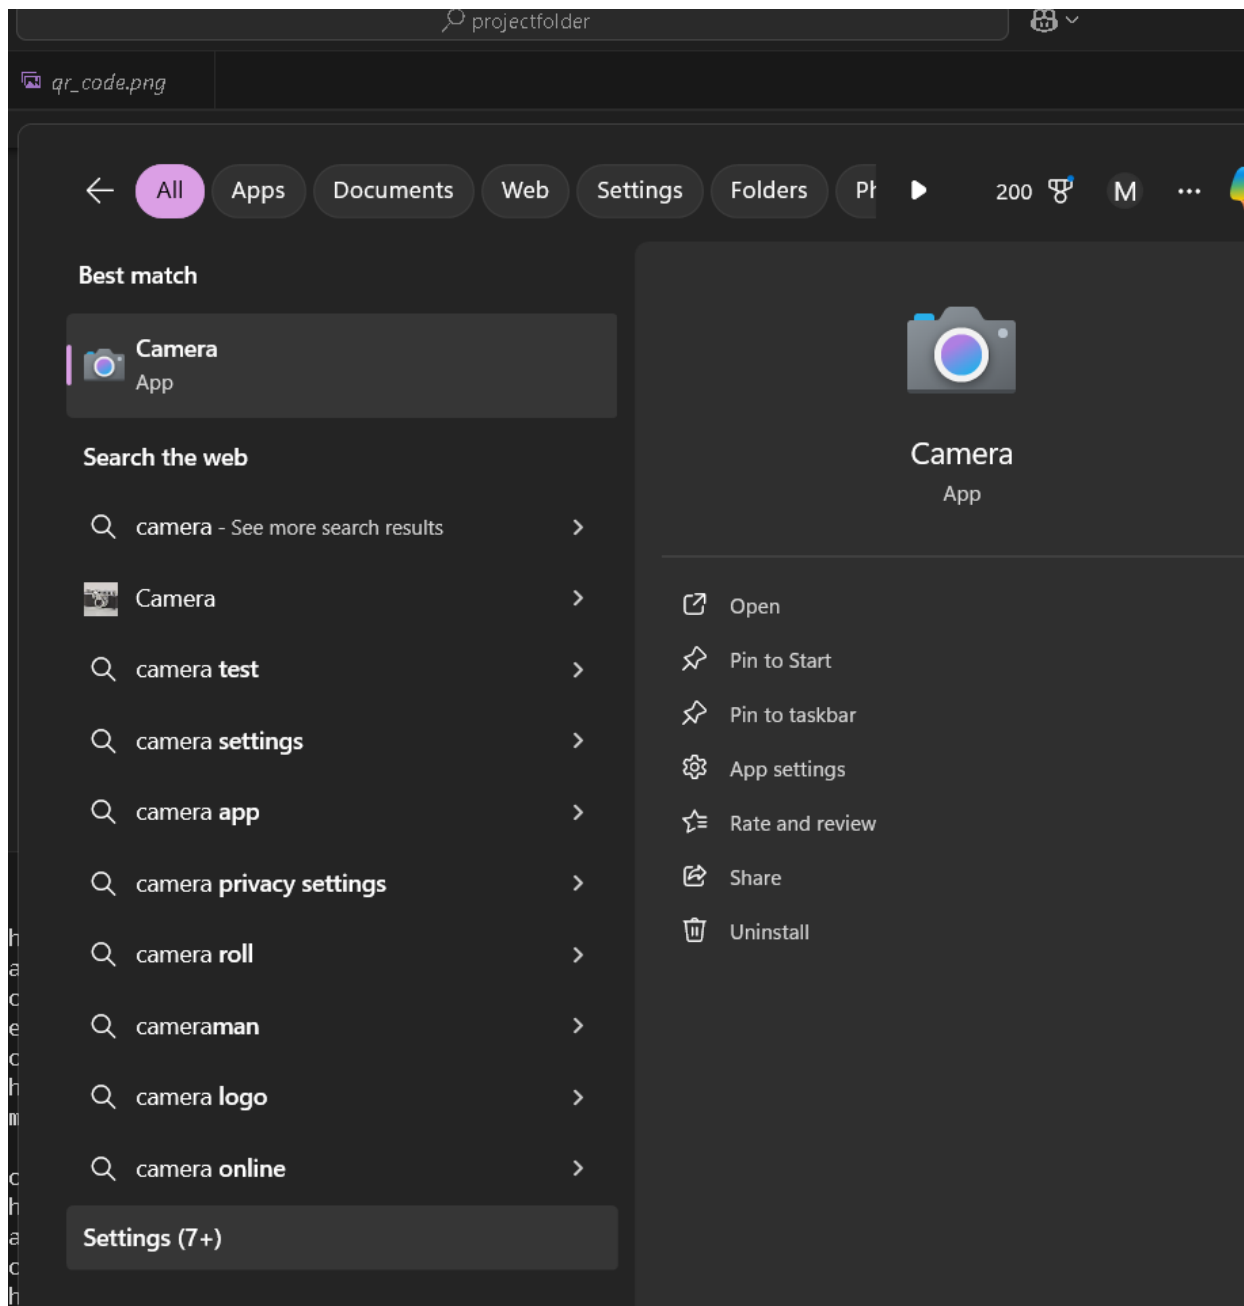 projectfolder
qr_code.png
All Apps Documents Web Settings Folders 200 M ...
Best match
Camera
App
Search the web
camera - See more search results
Camera
camera test
camera settings
camera app
camera privacy settings
camera roll
cameraman
camera logo
camera online
Settings (7+)
Camera
App
Open
Pin to Start
Pin to taskbar
App settings
Rate and review
Share
Uninstall